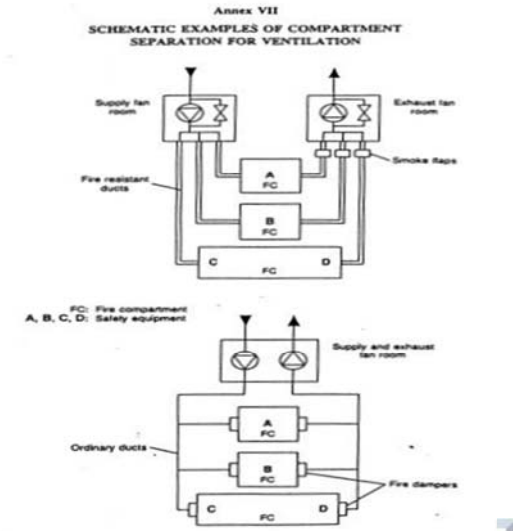 Annex VII
SCHEMATIC EXAMPLES OF COMPARTMENT
SEPARATION FOR VENTILATION
Supply fan
room
Exhaust fan
room
Smoke flaps
A
FC
Fire resistant
ducts
B
FC
C
D
FC
FC: Fire compartment
A, B, C, D: Safety equipment
Supply and exhaust
fan room
A
FC
Ordinary ducts
B
FC
Fire dampers
C
D
FC